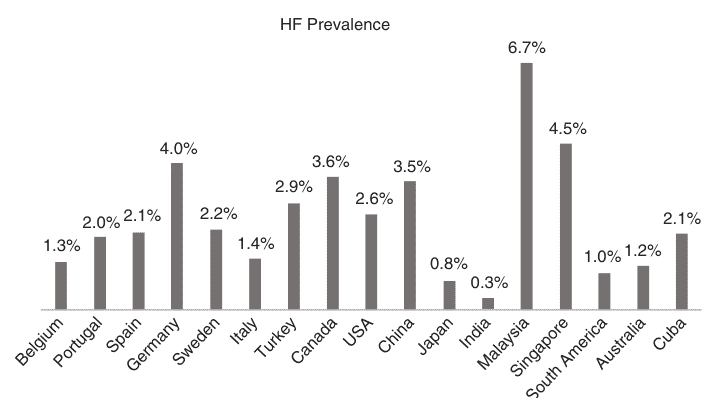 HF Prevalence
1.3%
2.0%
2.1%
4.0%
2.2%
1.4%
2.9%
3.6%
2.6%
3.5%
0.8%
0.3%
6.7%
4.5%
1.0%
1.2%
2.1%
Belgium
Portugal
Spain
Germany
Sweden
Italy
Turkey
Canada
USA
China
Japan
India
Malaysia
Singapore
South America
Australia
Cuba